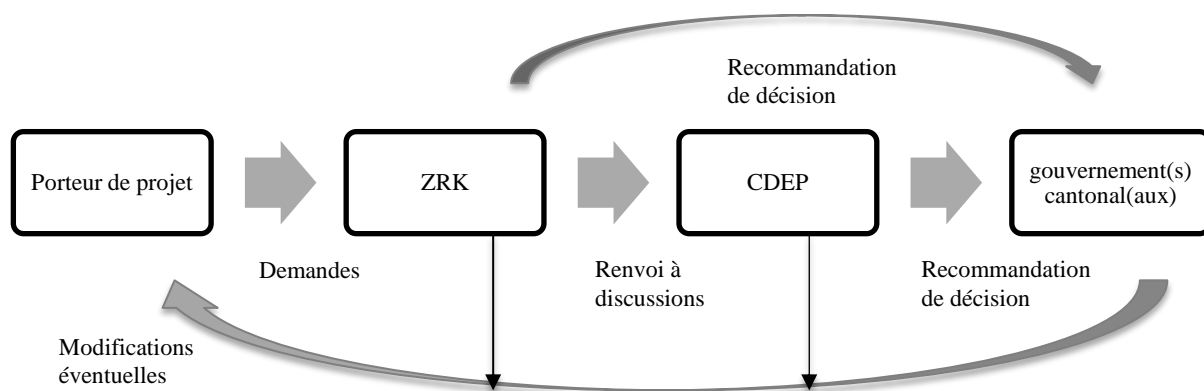 Recommandation
de décision
Porteur de projet
ZRK
CDEP
gouvernement(s)
cantonal(aux)
Demandes
Renvoi à
discussions
Recommandation
de décision
Modifications
éventuelles